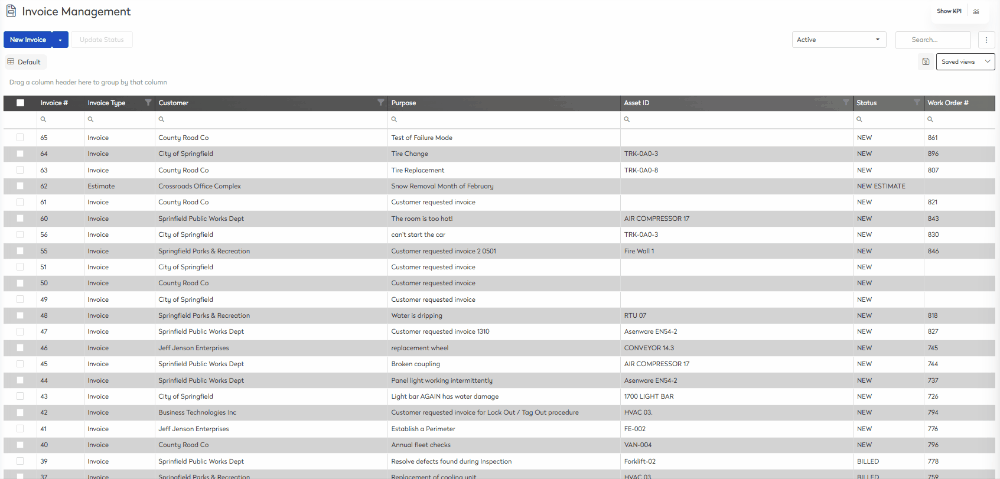 Invoice Management
Show KPI
New Invoice Update Status Active Search...
Default Saved views
Drag a column header here to group by that column
Invoice # Invoice Type Customer Purpose Asset ID Status Work Order #
65 Invoice County Road Co Test of Failure Mode NEW 861
64 Invoice City of Springfield Tire Change TRK-0A0-3 NEW 896
63 Invoice County Road Co Tire Replacement TRK-0A0-8 NEW 807
62 Estimate Crossroads Office Complex Snow Removal Month of February NEW ESTIMATE
61 Invoice County Road Co Customer requested invoice NEW 821
60 Invoice Sprinfield Public Works Dept The room is too hot! AIR COMPRESSOR 17 NEW 843
56 Invoice City of Springfield can't start the car TRK-0A0-3 NEW 830
55 Invoice Springfield Parks & Recreation Customer requested invoice 2 0501 Fire Wall 1 NEW 846
51 Invoice City of Springfield Customer requested invoice NEW
50 Invoice County Road Co Customer requested invoice NEW
49 Invoice City of Springfield Customer requested invoice NEW
48 Invoice Springfield Parks & Recreation Water is dripping RTU 07 NEW 818
47 Invoice Sprinfield Public Works Dept Customer requested invoice 1310 Asenware EN54-2 NEW 827
46 Invoice Jeff Jenson Enterprises replacement wheel CONVEYOR 14.3 NEW 765
45 Invoice Sprinfield Public Works Dept Broken coupling AIR COMPRESSOR 17 NEW 744
44 Invoice Sprinfield Public Works Dept Panel light working intermittently Asenware EN54-2 NEW 737
43 Invoice City of Springfield Light bar AGAIN has water damage 1700 LIGHT BAR NEW 726
42 Invoice Business Technologies Inc Customer requested invoice for Lock Out / Tag Out procedure HVAC 03. NEW 794
41 Invoice Jeff Jenson Enterprises Establish a Perimeter FE-002 NEW 776
40 Invoice County Road Co Annual fleet checks VAN-004 NEW 796
39 Invoice Sprinfield Public Works Dept Resolve defects found during inspection Forklift-02 BILLED 778
37 Invoice Springfield Parks & Recreation Replacement of cooling unit HVAC 03. BILLED 759